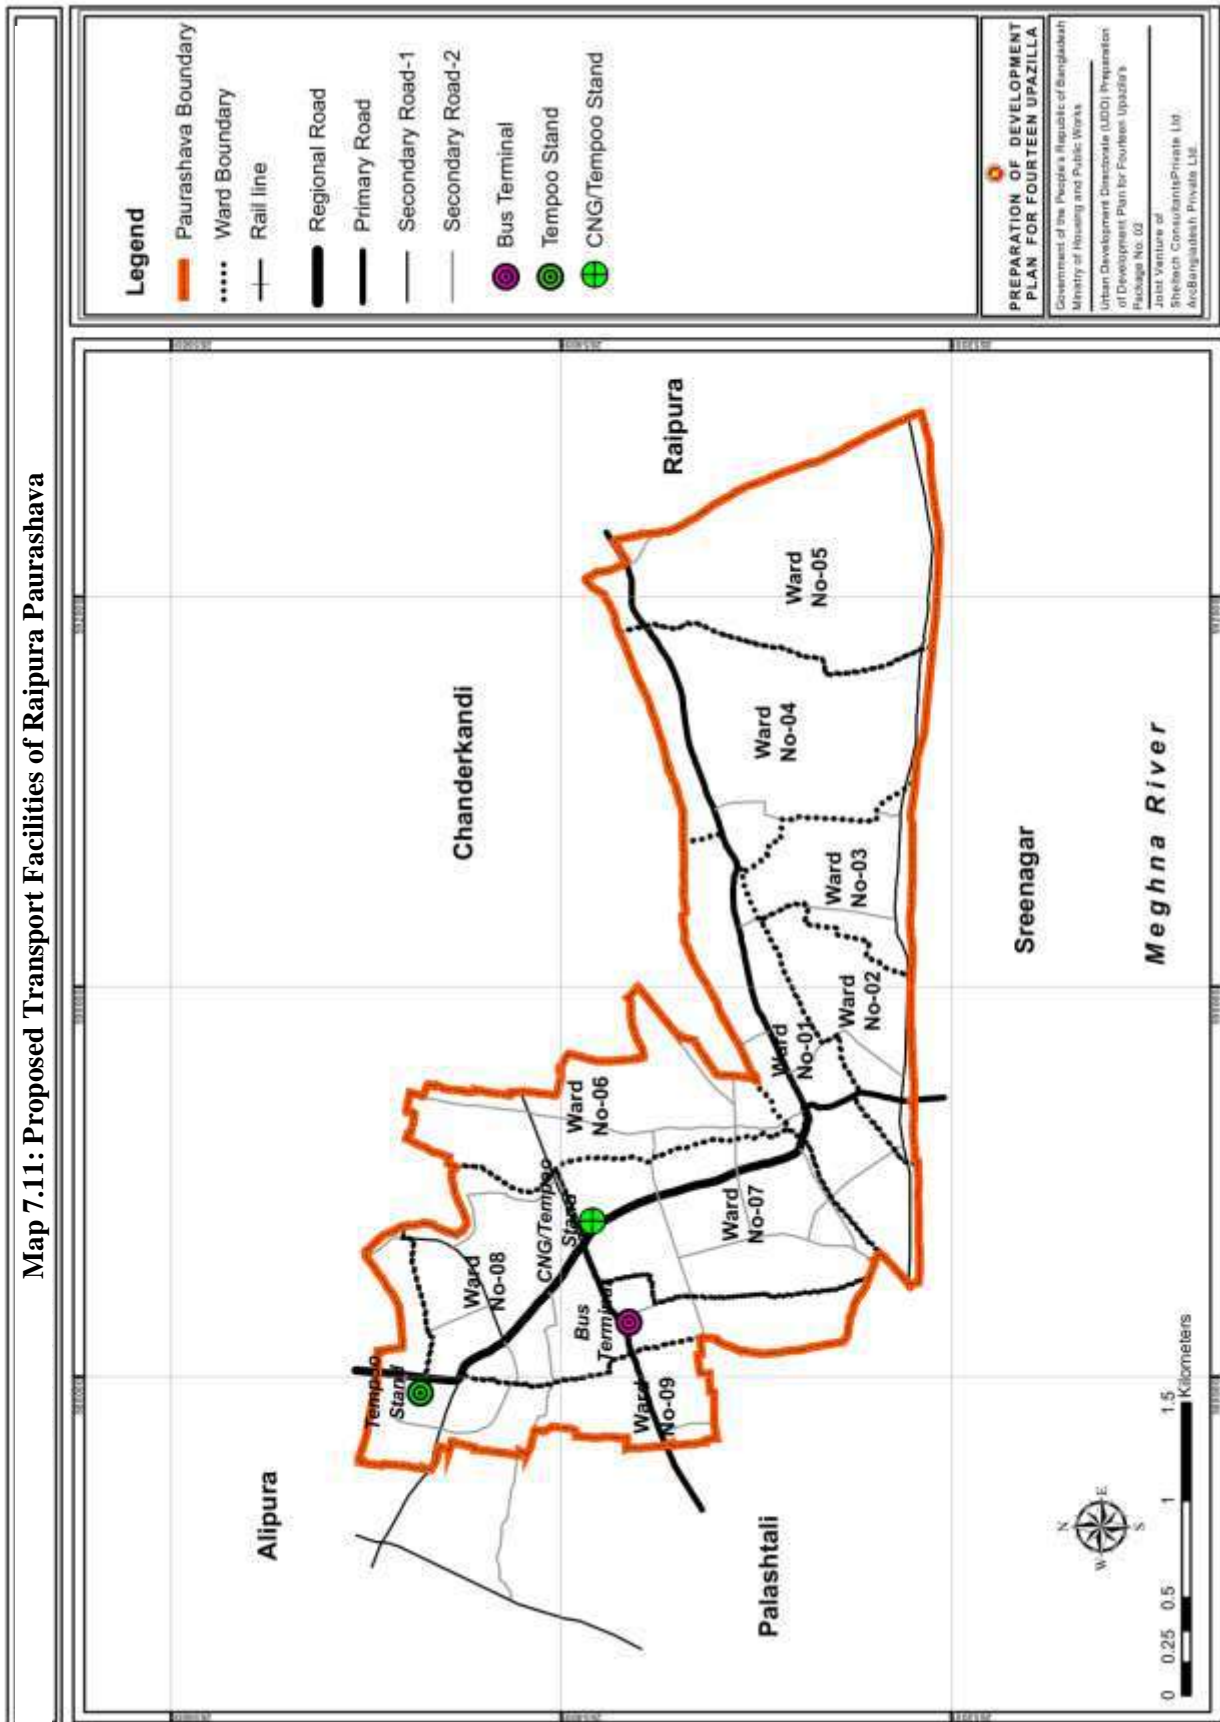 Map 7.11: Proposed Transport Facilities of Raipura Paurashava
Alipura
Chanderkandi
Raipura
Palashtali
Sreenagar
Meghna River
Tempoo
Stand
Ward
No-08
CNG/Tempoo
Stand
Ward
No-06
Bus
Terminal
Ward
No-09
Ward
No-07
Ward
No-01
Ward
No-02
Ward
No-03
Ward
No-04
Ward
No-05
N
W
E
S
0 0.25 0.5 1 1.5
Kilometers
Legend
Paurashava Boundary
Ward Boundary
Rail line
Regional Road
Primary Road
Secondary Road-1
Secondary Road-2
Bus Terminal
Tempoo Stand
CNG/Tempoo Stand
PREPARATION OF DEVELOPMENT
PLAN FOR FOURTEEN UPAZILLA
Government of the People's Republic of Bangladesh
Ministry of Housing and Public Works
Urban Development Directorate (UDD) Preparation
of Development Plan for Fourteen Upazila's
Package No: 02
Joint Venture of
Sheltech ConsultantsPrivate Ltd.
ArcBangladesh Private Ltd.